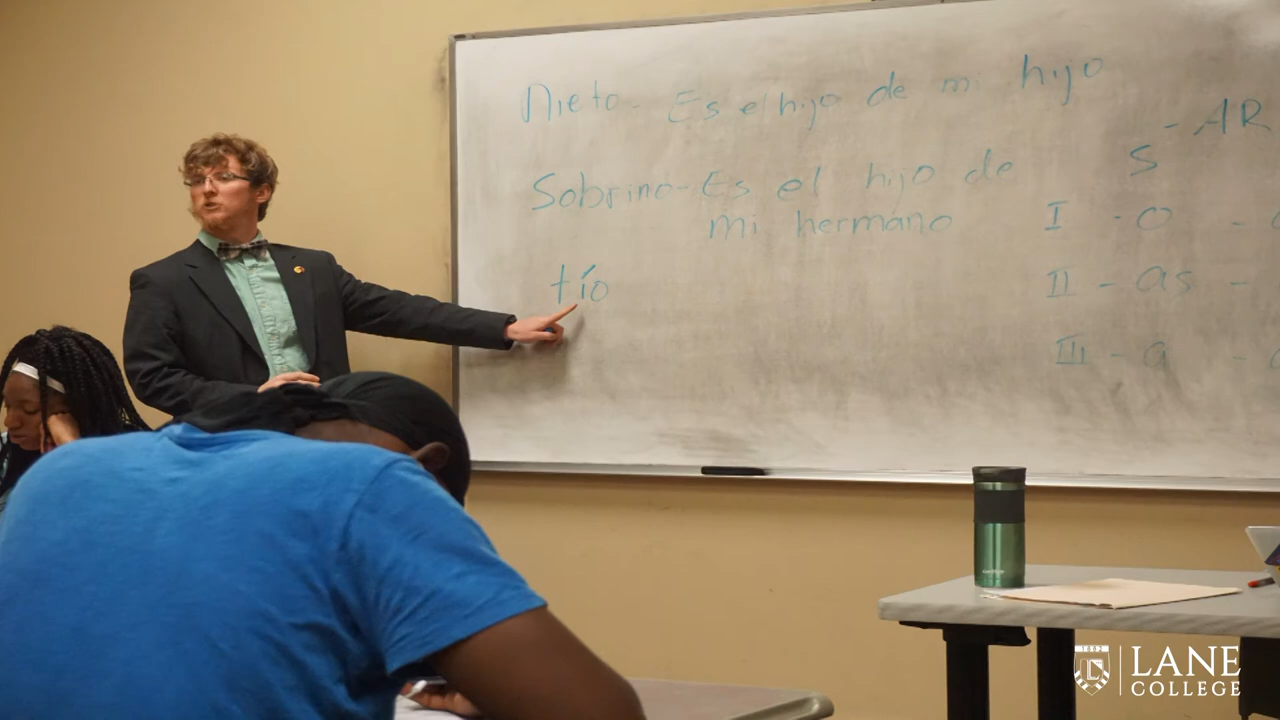 Nieto- Es el hijo de mi hijo
Sobrino- Es el hijo de
mi hermano
tío
- AR
S
I - o -
II - as -
III - a -
1882
L
LANE
COLLEGE